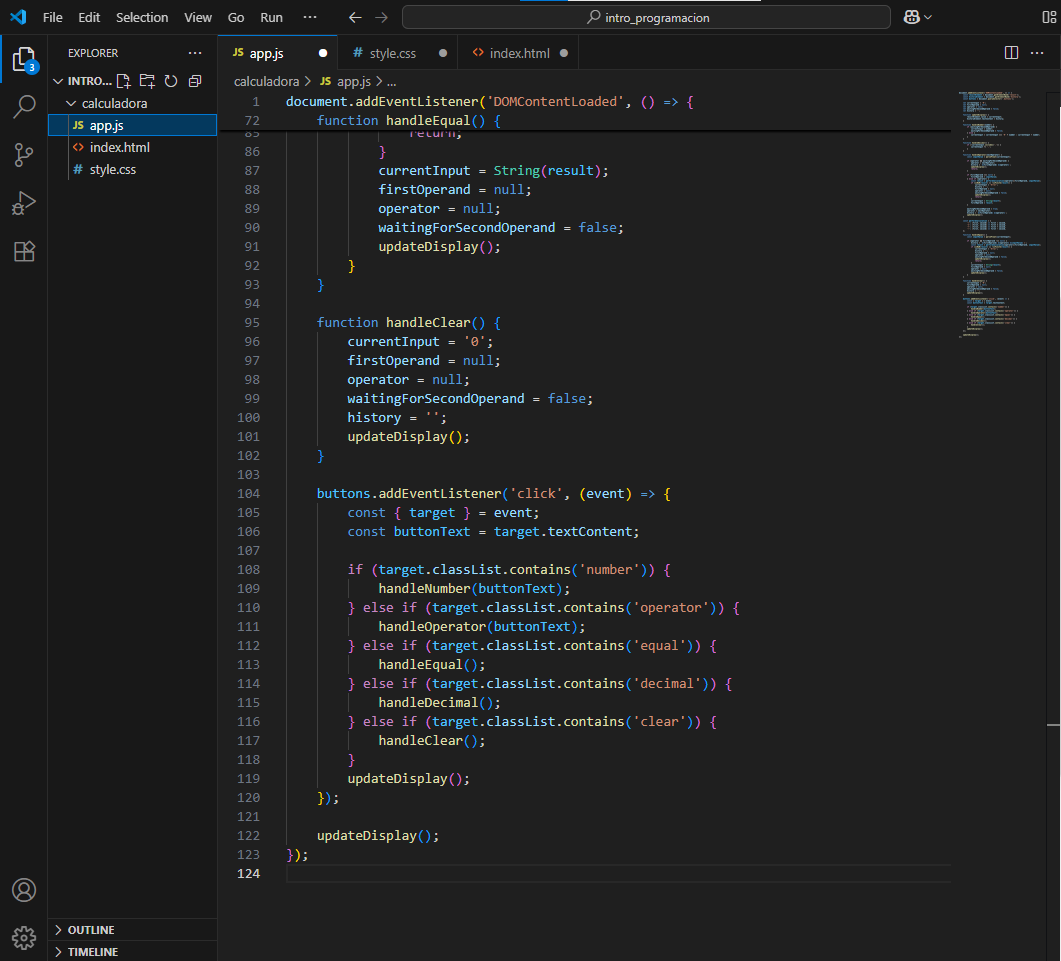 File Edit Selection View Go Run ··· intro_programacion
EXPLORER ···
3
INTRO...
calculadora
JS app.js
index.html
# style.css
OUTLINE
TIMELINE
JS app.js # style.css index.html ···
calculadora > JS app.js > ...
1 document.addEventListener('DOMContentLoaded', () => {
72 function handleEqual() {
85 return;
86 }
87 currentInput = String(result);
88 firstOperand = null;
89 operator = null;
90 waitingForSecondOperand = false;
91 updateDisplay();
92 }
93 }
94
95 function handleClear() {
96 currentInput = '0';
97 firstOperand = null;
98 operator = null;
99 waitingForSecondOperand = false;
100 history = '';
101 updateDisplay();
102 }
103
104 buttons.addEventListener('click', (event) => {
105 const { target } = event;
106 const buttonText = target.textContent;
107
108 if (target.classList.contains('number')) {
109 handleNumber(buttonText);
110 } else if (target.classList.contains('operator')) {
111 handleOperator(buttonText);
112 } else if (target.classList.contains('equal')) {
113 handleEqual();
114 } else if (target.classList.contains('decimal')) {
115 handleDecimal();
116 } else if (target.classList.contains('clear')) {
117 handleClear();
118 }
119 updateDisplay();
120 });
121
122 updateDisplay();
123 });
124